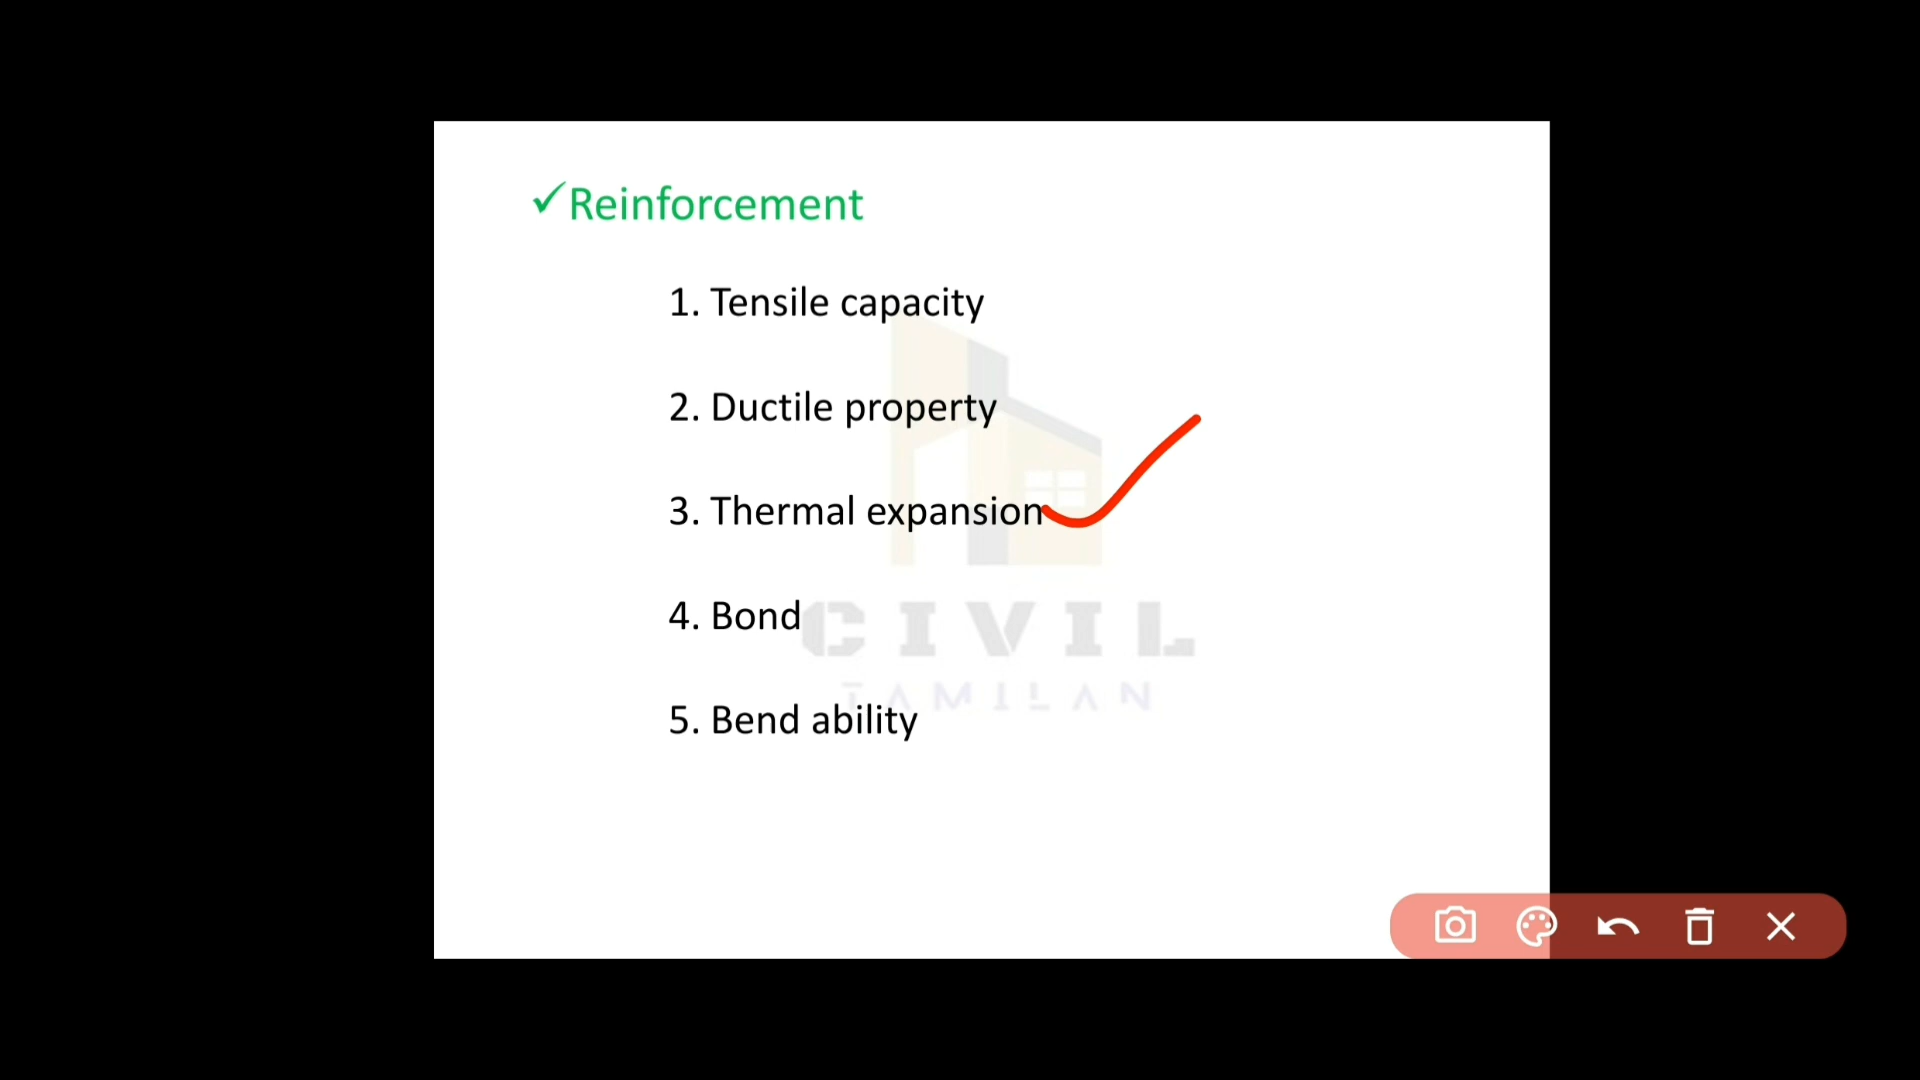 ✓Reinforcement
1. Tensile capacity
2. Ductile property
3. Thermal expansion
4. Bond
CIVIL
TAMILAN
5. Bend ability